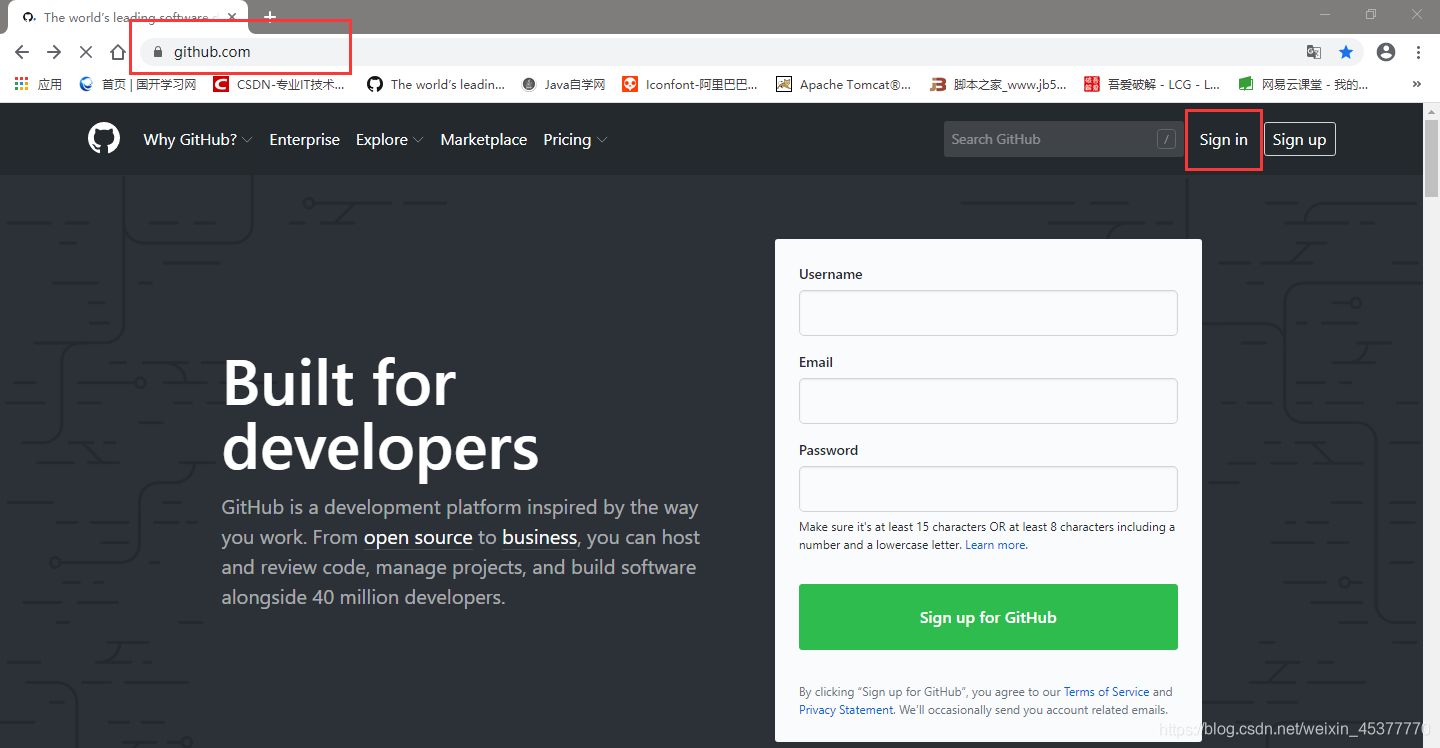 The world's leading software d
github.com
应用 首页 | 国开学习网 CSDN-专业IT技术... The world's leadin... Java自学网 Iconfont-阿里巴巴... Apache Tomcat®... 脚本之家_www.jb5... 吾爱破解 - LCG - L... 网易云课堂 - 我的... »
Why GitHub? Enterprise Explore Marketplace Pricing Search GitHub / Sign in Sign up
Built for
developers
GitHub is a development platform inspired by the way
you work. From open source to business, you can host
and review code, manage projects, and build software
alongside 40 million developers.
Username
Email
Password
Make sure it's at least 15 characters OR at least 8 characters including a
number and a lowercase letter. Learn more.
Sign up for GitHub
By clicking “Sign up for GitHub”, you agree to our Terms of Service and
Privacy Statement. We’ll occasionally send you account related emails.
https://blog.csdn.net/weixin_45377770